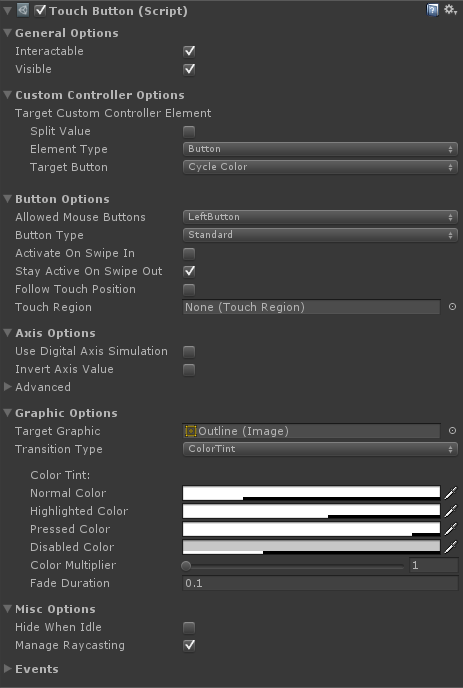 Touch Button (Script)
General Options
Interactable
Visible
Custom Controller Options
Target Custom Controller Element
Split Value
Element Type Button
Target Button Cycle Color
Button Options
Allowed Mouse Buttons LeftButton
Button Type Standard
Activate On Swipe In
Stay Active On Swipe Out
Follow Touch Position
Touch Region None (Touch Region)
Axis Options
Use Digital Axis Simulation
Invert Axis Value
Advanced
Graphic Options
Target Graphic Outline (Image)
Transition Type ColorTint
Color Tint:
Normal Color
Highlighted Color
Pressed Color
Disabled Color
Color Multiplier 1
Fade Duration 0.1
Misc Options
Hide When Idle
Manage Raycasting
Events